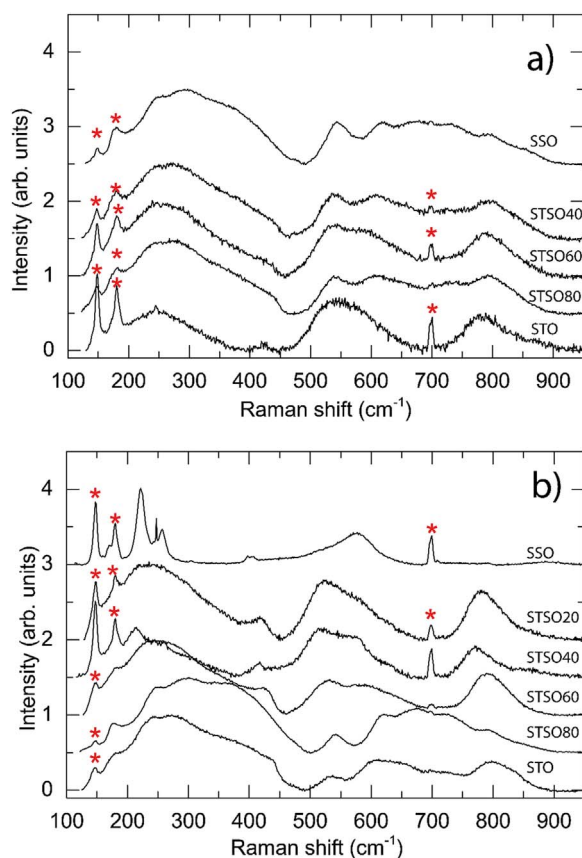 a)
4
3
2
1
0
Intensity (arb. units)
* *
SSO
* * *
STSO40
* * *
STSO60
* *
STSO80
* * *
STO
100 200 300 400 500 600 700 800 900
Raman shift (cm-1)
b)
4
3
2
1
0
Intensity (arb. units)
* * *
SSO
* * *
STSO20
*
STSO40
*
STSO60
*
STSO80
*
STO
100 200 300 400 500 600 700 800 900
Raman shift (cm-1)